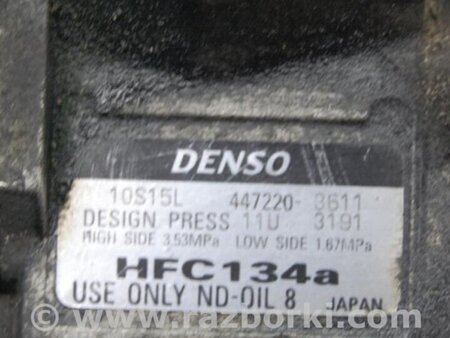 DENSO
10S15L 447220-3611
DESIGN PRESS 11U 3191
HIGH SIDE 3.53MPa LOW SIDE 1.67MPa
HFC134a
USE ONLY ND-OIL 8 JAPAN
www.razborki.com